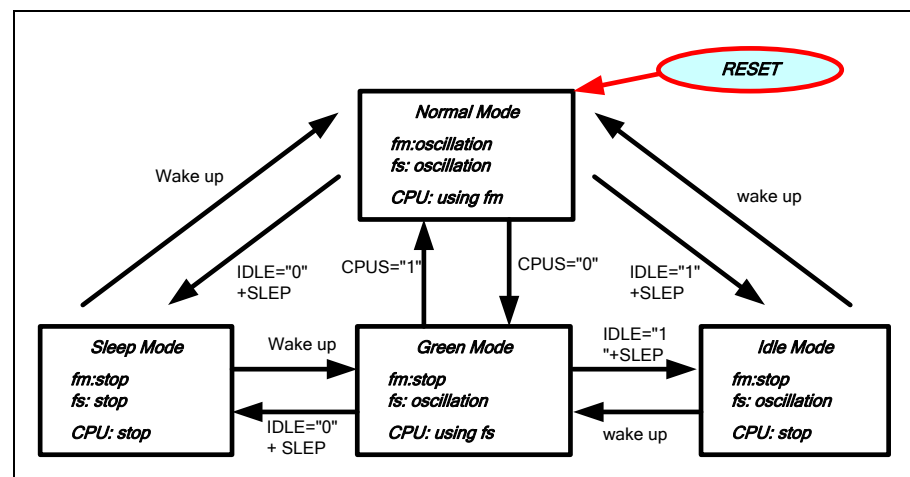 RESET
Normal Mode
fm:oscillation
fs: oscillation
CPU: using fm
Wake up
wake up
IDLE="0"
+SLEP
CPUS="1"
CPUS="0"
IDLE="1"
+SLEP
Sleep Mode
fm:stop
fs: stop
CPU: stop
Wake up
IDLE="0"
+ SLEP
Green Mode
fm:stop
fs: oscillation
CPU: using fs
IDLE="1
"+SLEP
wake up
Idle Mode
fm:stop
fs: oscillation
CPU: stop